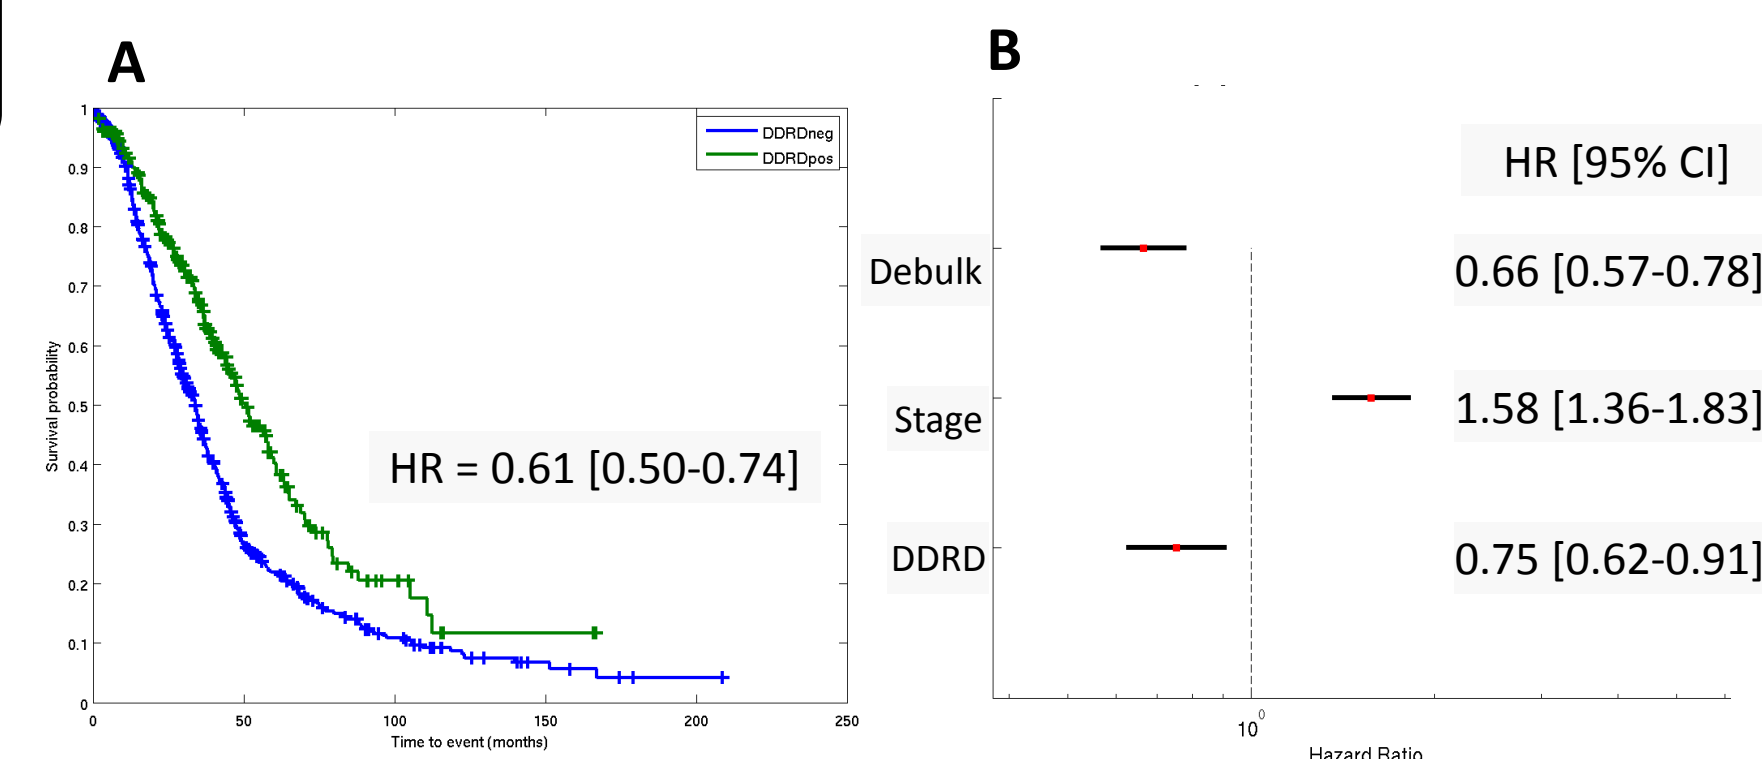 A
1
0.9
0.8
0.7
0.6
0.5
0.4
0.3
0.2
0.1
0
Survival probability
DDRDneg
DDRDpos
HR = 0.61 [0.50-0.74]
0 50 100 150 200 250
Time to event (months)
B
HR [95% CI]
Debulk 0.66 [0.57-0.78]
Stage 1.58 [1.36-1.83]
DDRD 0.75 [0.62-0.91]
10⁰
Hazard Ratio